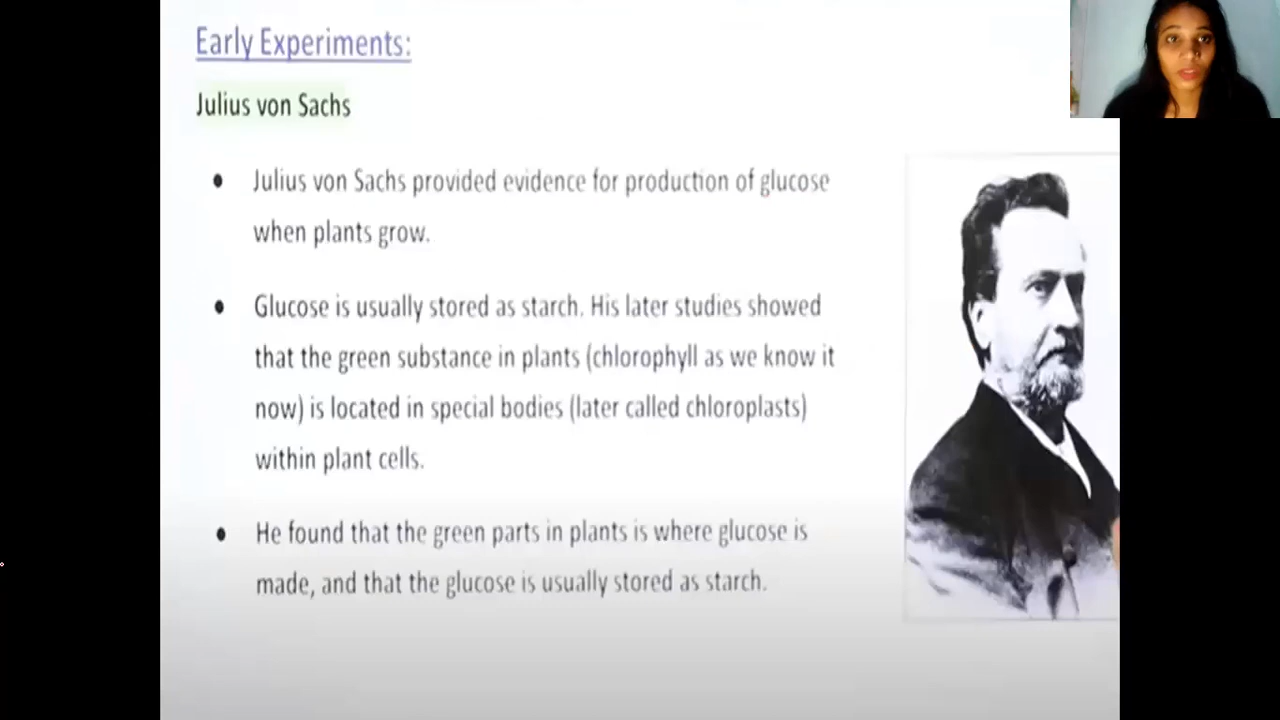 Early Experiments:
Julius von Sachs
• Julius von Sachs provided evidence for production of glucose
when plants grow.
• Glucose is usually stored as starch. His later studies showed
that the green substance in plants (chlorophyll as we know it
now) is located in special bodies (later called chloroplasts)
within plant cells.
• He found that the green parts in plants is where glucose is
made, and that the glucose is usually stored as starch.